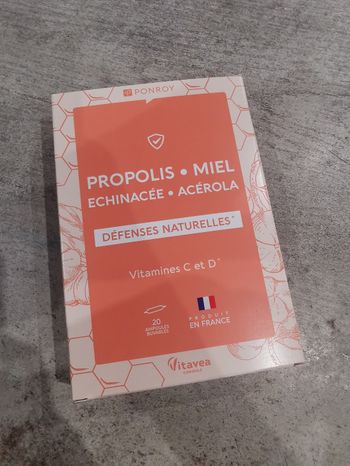 PONROY
PROPOLIS • MIEL
ECHINACÉE • ACÉROLA
DÉFENSES NATURELLES*
Vitamines C et D*
20
AMPOULES
BUVABLES
PRODUIT
EN FRANCE
Vitavea